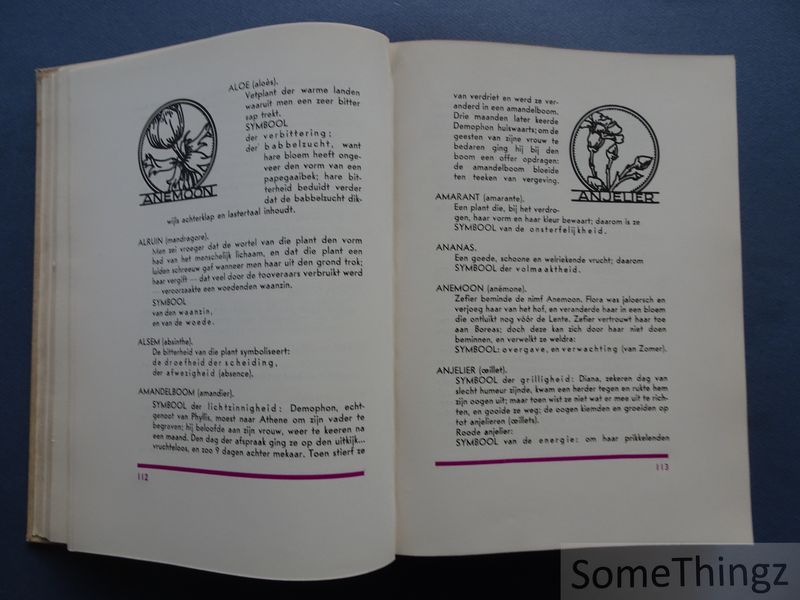 ALOE (aloès).
Vetplant der warme landen
waaruit men een zeer bitter
sap trekt.
SYMBOOL
der verbittering;
der babbelzucht, want
hare bloem heeft onge-
veer den vorm van een
papegaaibek; hare bit-
terheid beduidt verder
dat de babbelzucht dik-
wijls achterklap en lastertaal inhoudt.
ANEMOON
ALRUIN (mandragore).
Men zei vroeger dat de wortel van die plant den vorm
had van het menschelijk lichaam, en dat die plant een
luiden schreeuw gaf wanneer men haar uit den grond trok;
haar vergift — dat veel door de tooveraars verbruikt werd
— veroorzaakte een woedenden waanzin.
SYMBOOL
van den waanzin,
en van de woede.
ALSEM (absinthe).
De bitterheid van die plant symboliseert:
de droefheid der scheiding,
der afwezigheid (absence).
AMANDELBOOM (amandier).
SYMBOOL der lichtzinnigheid: Demophon, echt-
genoot van Phyllis, moest naar Athene om zijn vader te
begraven; hij beloofde aan zijn vrouw, weer te keeren na
een maand. Den dag der afspraak ging ze op den uitkijk...
vruchteloos, en zoo 9 dagen achter mekaar. Toen stierf ze
112
van verdriet en werd ze ver-
anderd in een amandelboom.
Drie maanden later keerde
Demophon huiswaarts; om de
geesten van zijne vrouw te
bedaren ging hij bij den
boom een offer opdragen:
de amandelboom bloeide
ten teeken van vergeving.
ANJELIER
AMARANT (amarante).
Een plant die, bij het verdro-
gen, haar vorm en haar kleur bewaart; daarom is ze
SYMBOOL van de onsterfelijkheid.
ANANAS.
Een goede, schoone en welriekende vrucht; daarom
SYMBOOL der volmaaktheid.
ANEMOON (anémone).
Zefier beminde de nimf Anemoon. Flora was jaloersch en
verjoeg haar van het hof, en veranderde haar in een bloem
die ontluikt nog vóór de Lente. Zefier vertrouwt haar toe
aan Boreas; doch deze kan zich door haar niet doen
beminnen, en verwelkt ze weldra:
SYMBOOL: overgave, en verwachting (van Zomer).
ANJELIER (œillet).
SYMBOOL der grilligheid: Diana, zekeren dag van
slecht humeur zijnde, kwam een herder tegen en rukte hem
zijn oogen uit; maar toen wist ze niet wat er mee uit te rich-
ten, en gooide ze weg: de oogen kiemden en groeiden op
tot anjelieren (œillets).
Roode anjelier:
SYMBOOL van de energie: om haar prikkelenden
113
SomeThingz